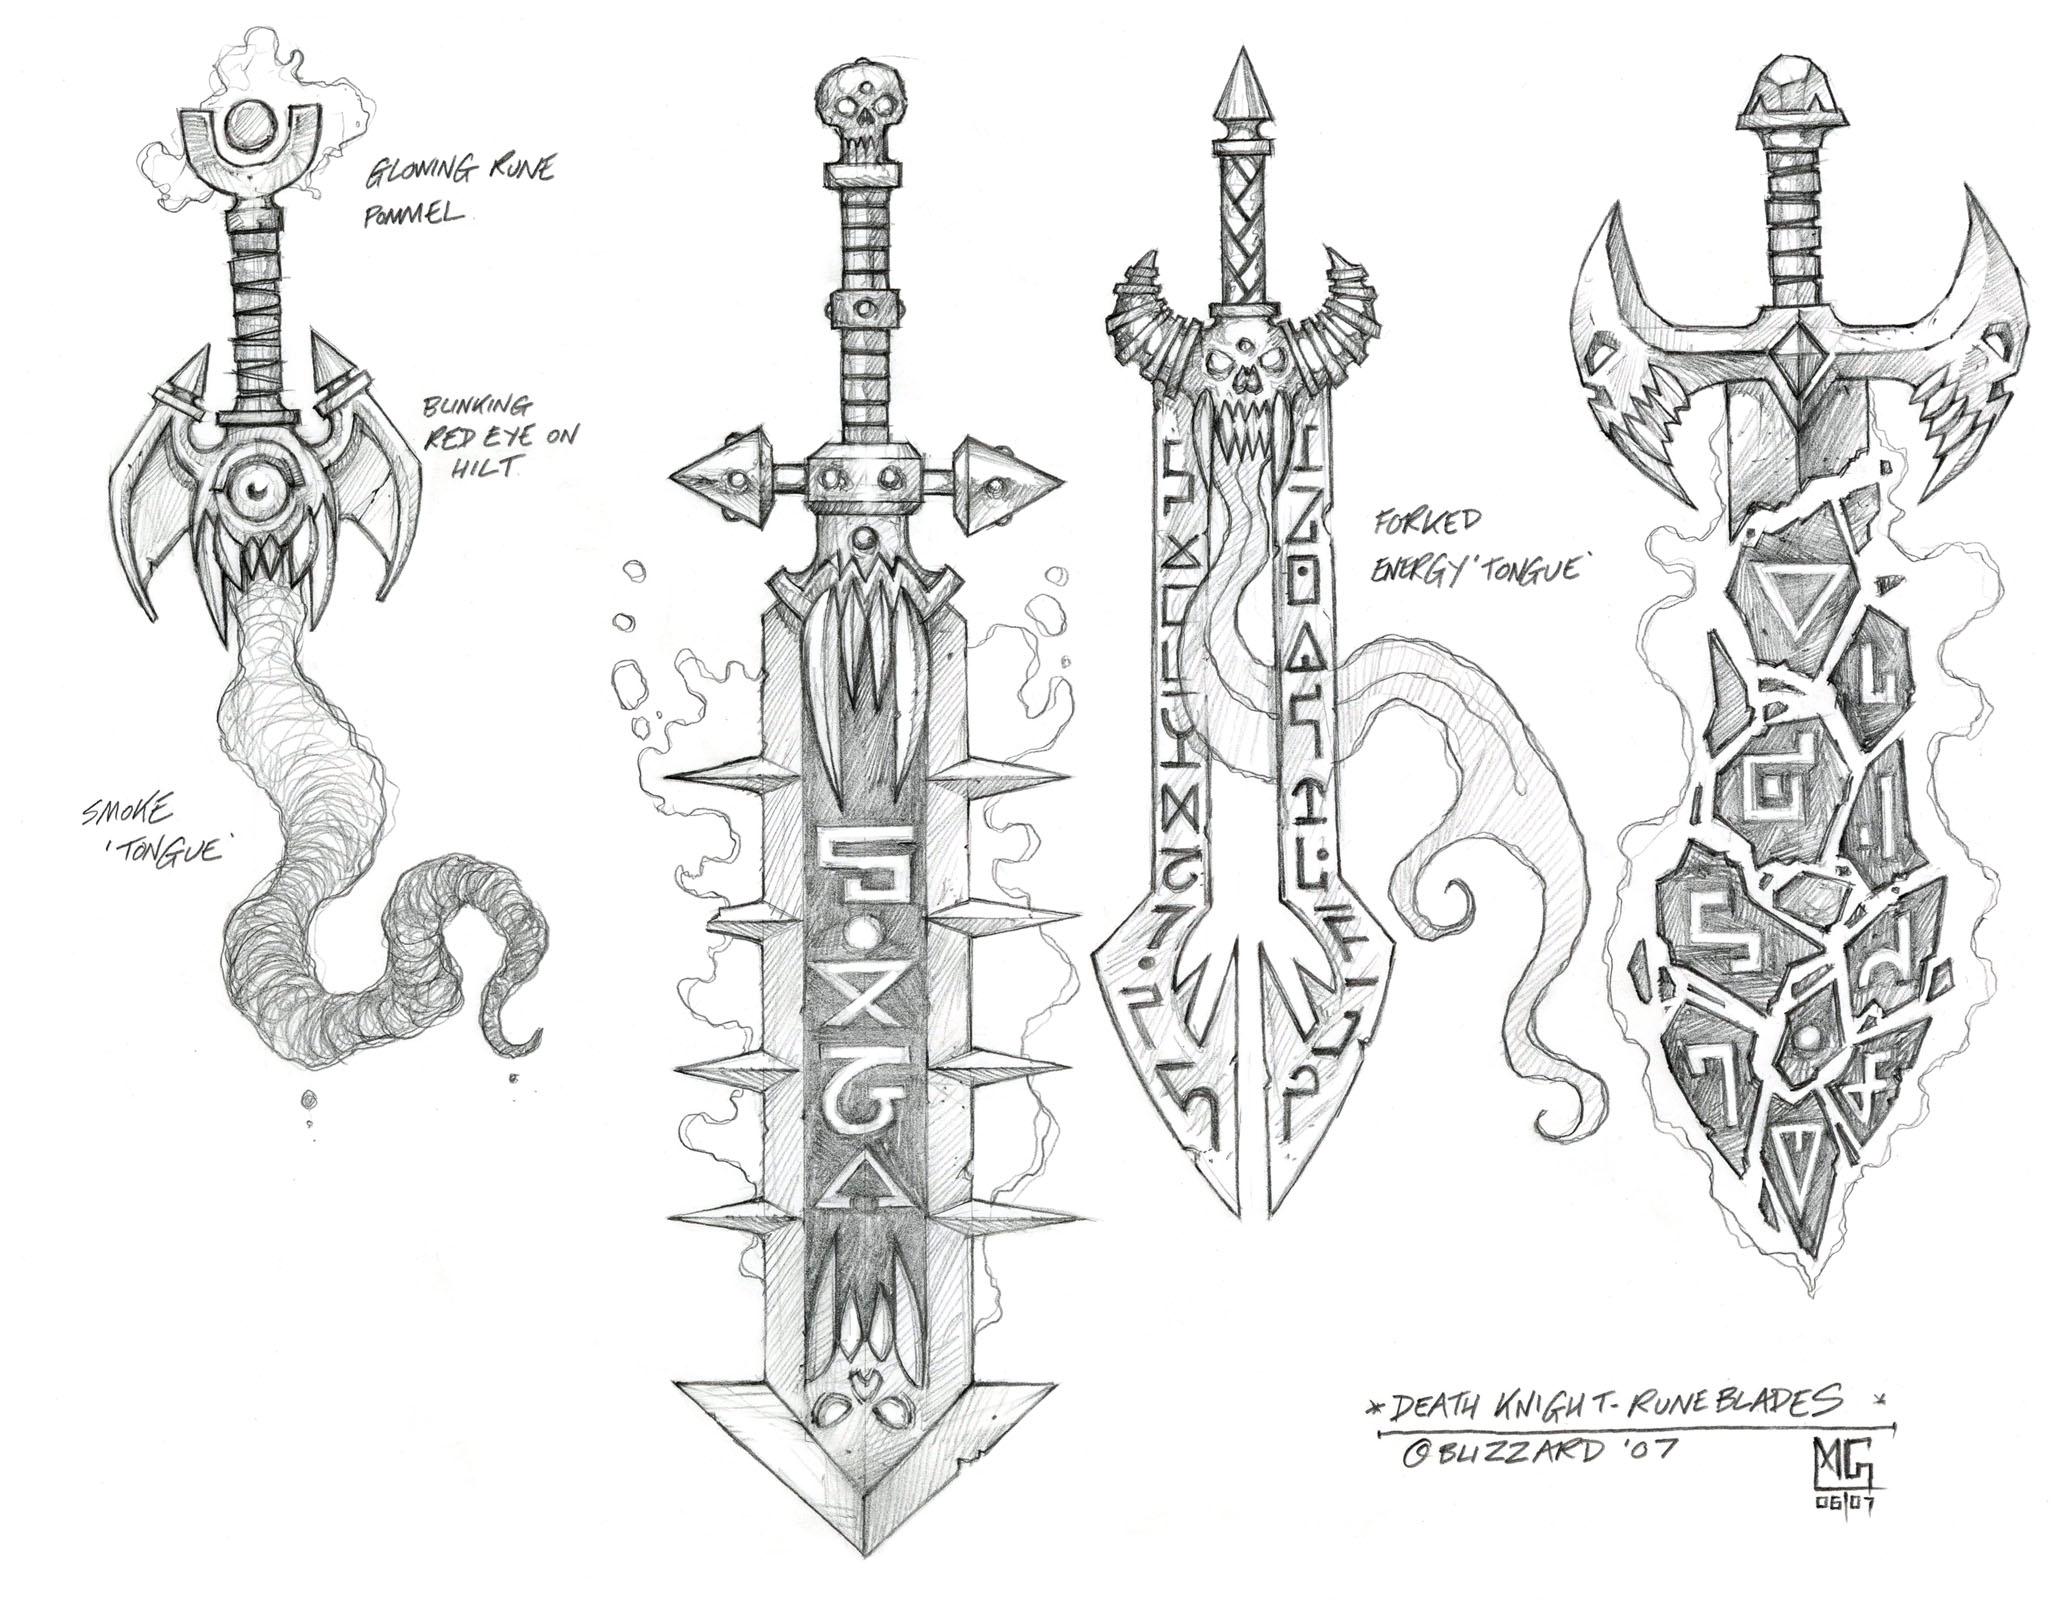 GLOWING RUNE
POMMEL
BLINKING
RED EYE ON
HILT
SMOKE
'TONGUE'
FORKED
ENERGY 'TONGUE'
*DEATH KNIGHT-RUNEBLADES *
©BLIZZARD '07
MG
06/07